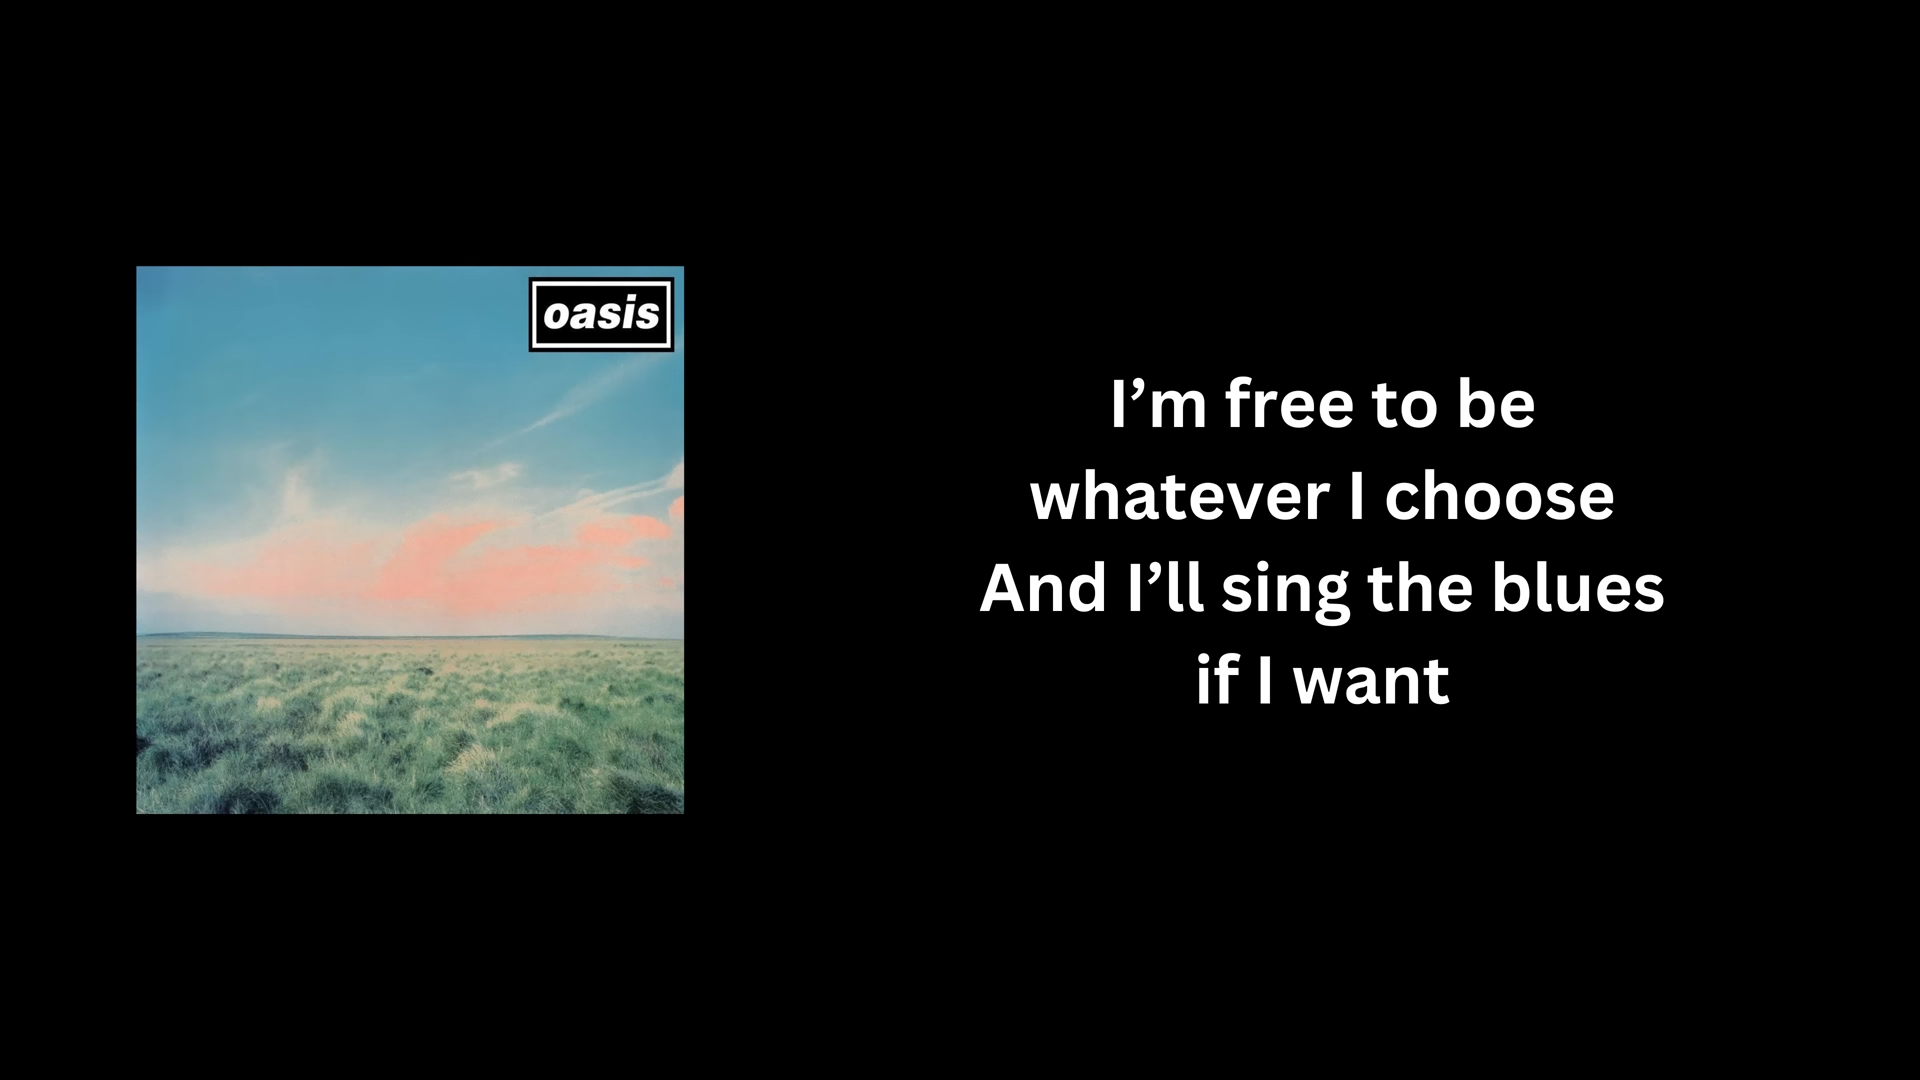 oasis
I’m free to be
whatever I choose
And I’ll sing the blues
if I want